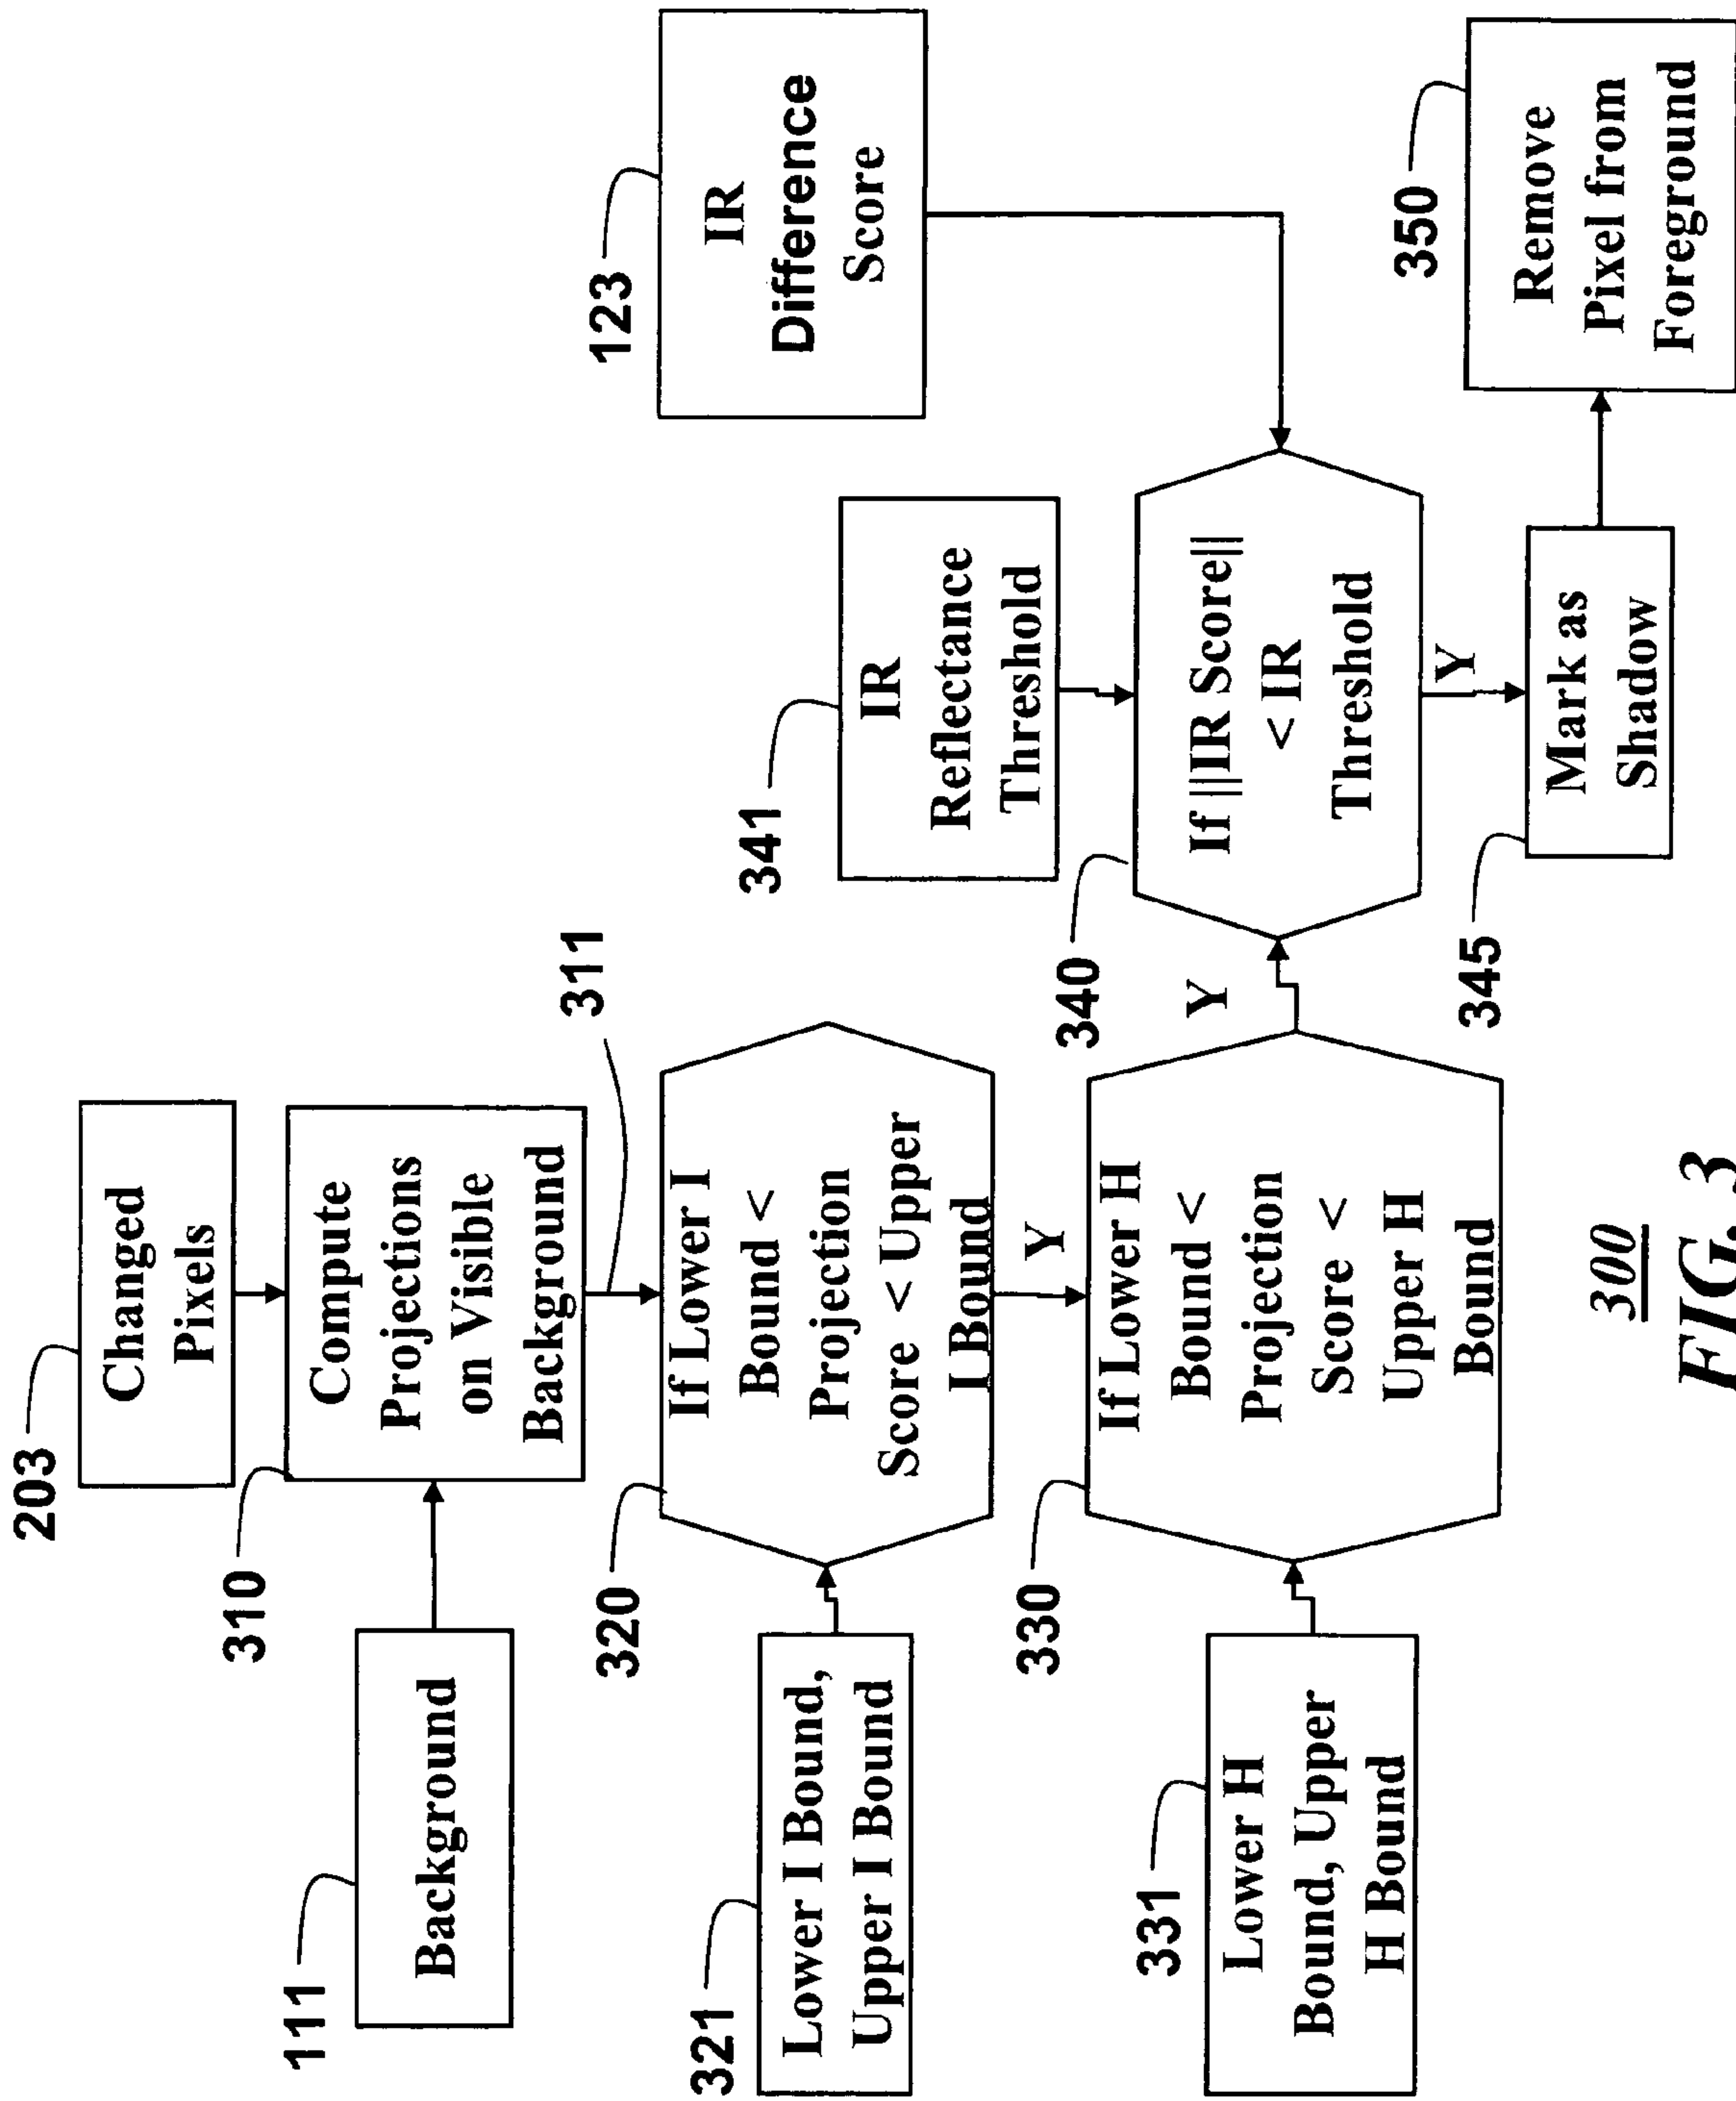 203
Changed
Pixels
111
Background
310
Compute
Projections
on Visible
Background
311
321
Lower I Bound,
Upper I Bound
320
If Lower I
Bound <
Projection
Score < Upper
I Bound
Y
331
Lower H
Bound, Upper
H Bound
330
If Lower H
Bound <
Projection
Score <
Upper H
Bound
Y
123
IR
Difference
Score
341
IR
Reflectance
Threshold
340
If ||IR Score||
< IR
Threshold
Y
345
Mark as
Shadow
350
Remove
Pixel from
Foreground
300
FIG. 3